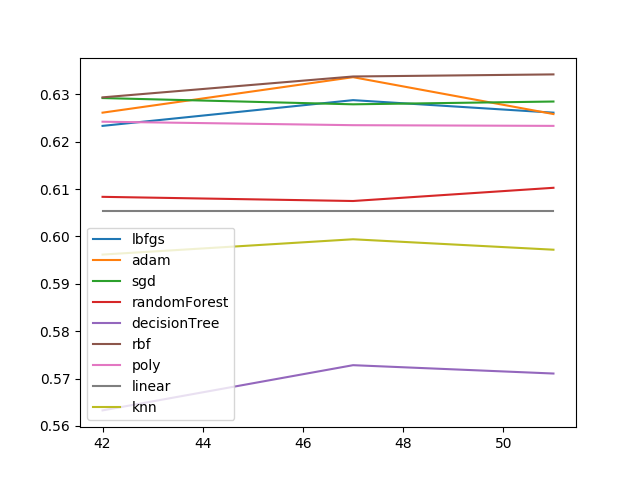 0.63
0.62
0.61
0.60
0.59
0.58
0.57
0.56
lbfgs
adam
sgd
randomForest
decisionTree
rbf
poly
linear
knn
42 44 46 48 50